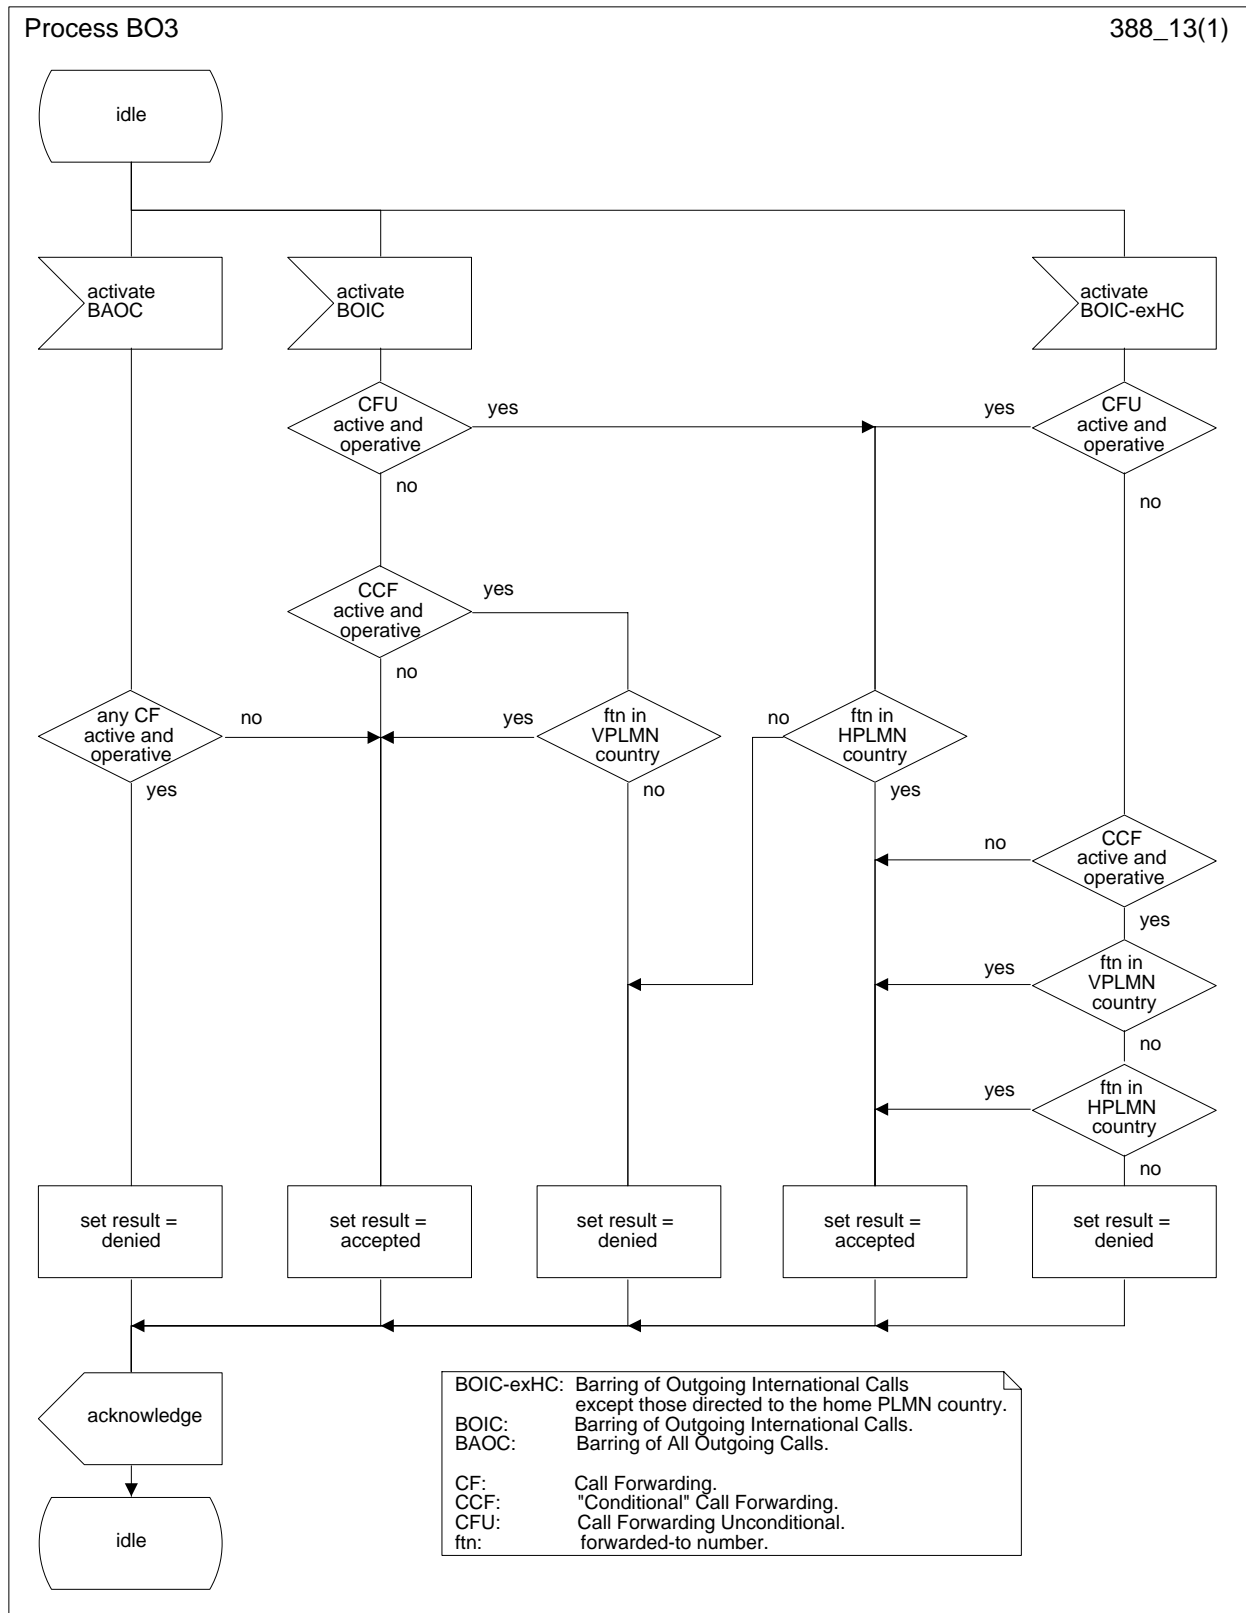 Process BO3
388_13(1)
idle
activate
BAOC
activate
BOIC
activate
BOIC-exHC
CFU
active and
operative
yes
no
yes
CFU
active and
operative
no
CCF
active and
operative
yes
no
any CF
active and
operative
no
yes
yes
ftn in
VPLMN
country
no
no
ftn in
HPLMN
country
yes
no
CCF
active and
operative
yes
yes
ftn in
VPLMN
country
no
yes
ftn in
HPLMN
country
no
set result =
denied
set result =
accepted
set result =
denied
set result =
accepted
set result =
denied
acknowledge
idle
BOIC-exHC: Barring of Outgoing International Calls
except those directed to the home PLMN country.
BOIC: Barring of Outgoing International Calls.
BAOC: Barring of All Outgoing Calls.
CF: Call Forwarding.
CCF: "Conditional" Call Forwarding.
CFU: Call Forwarding Unconditional.
ftn: forwarded-to number.